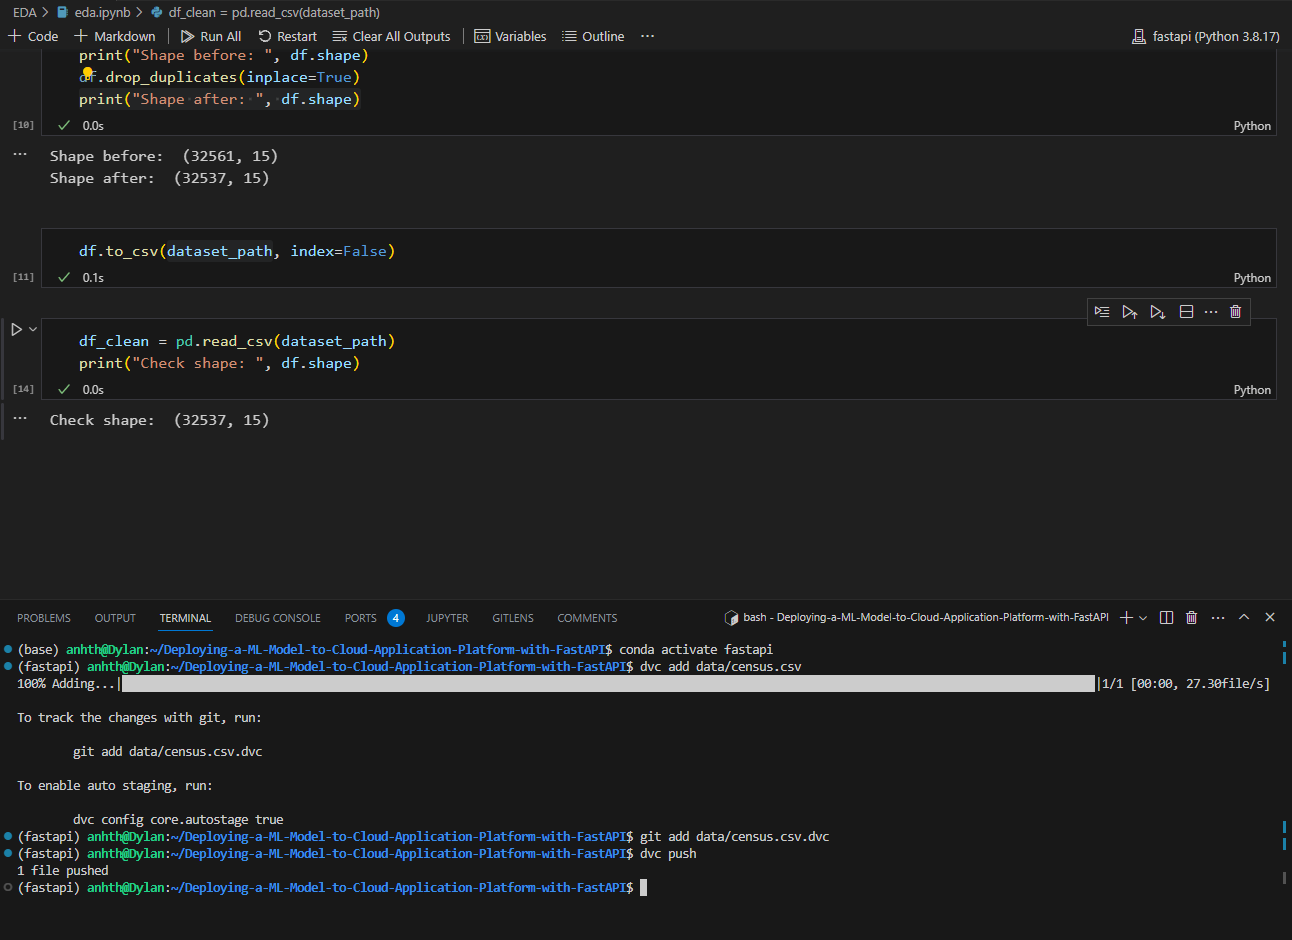 EDA > eda.ipynb > df_clean = pd.read_csv(dataset_path)
+ Code + Markdown | Run All Restart Clear All Outputs | Variables Outline ... fastapi (Python 3.8.17)
print("Shape before: ", df.shape)
df.drop_duplicates(inplace=True)
print("Shape after: ", df.shape)
[10] ✓ 0.0s Python
... Shape before:  (32561, 15)
Shape after:  (32537, 15)
df.to_csv(dataset_path, index=False)
[11] ✓ 0.1s Python
df_clean = pd.read_csv(dataset_path)
print("Check shape: ", df.shape)
[14] ✓ 0.0s Python
... Check shape:  (32537, 15)
PROBLEMS OUTPUT TERMINAL DEBUG CONSOLE PORTS 4 JUPYTER GITLENS COMMENTS bash - Deploying-a-ML-Model-to-Cloud-Application-Platform-with-FastAPI
(base) anhth@Dylan:~/Deploying-a-ML-Model-to-Cloud-Application-Platform-with-FastAPI$ conda activate fastapi
(fastapi) anhth@Dylan:~/Deploying-a-ML-Model-to-Cloud-Application-Platform-with-FastAPI$ dvc add data/census.csv
100% Adding...| |1/1 [00:00, 27.30file/s]
To track the changes with git, run:
git add data/census.csv.dvc
To enable auto staging, run:
dvc config core.autostage true
(fastapi) anhth@Dylan:~/Deploying-a-ML-Model-to-Cloud-Application-Platform-with-FastAPI$ git add data/census.csv.dvc
(fastapi) anhth@Dylan:~/Deploying-a-ML-Model-to-Cloud-Application-Platform-with-FastAPI$ dvc push
1 file pushed
(fastapi) anhth@Dylan:~/Deploying-a-ML-Model-to-Cloud-Application-Platform-with-FastAPI$